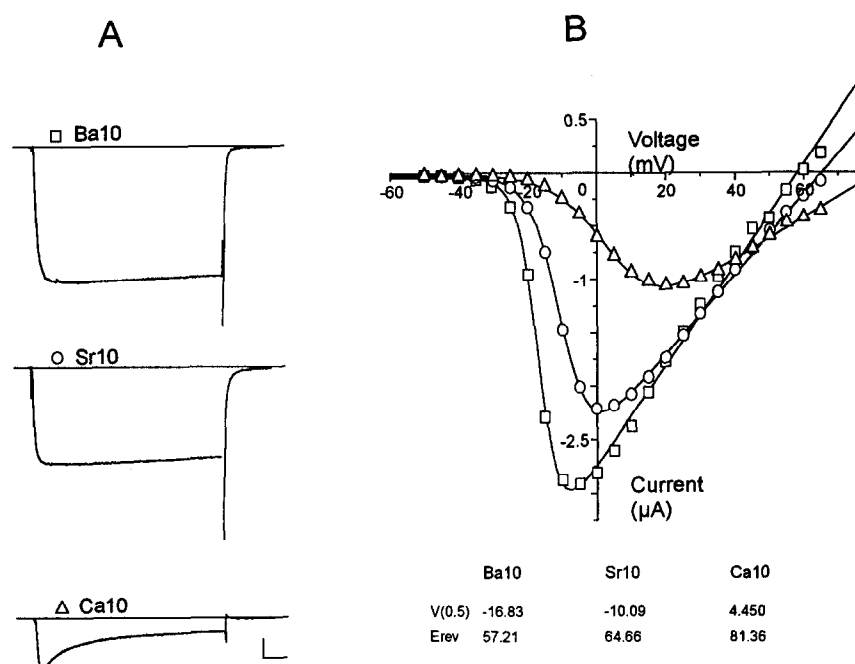 A
□ Ba10
○ Sr10
△ Ca10
B
0.5
Voltage
(mV)
-60 -40 -20 0 20 40 60
-1
-2.5
Current
(µA)
Ba10 Sr10 Ca10
V(0.5) -16.83 -10.09 4.450
Erev 57.21 64.66 81.36